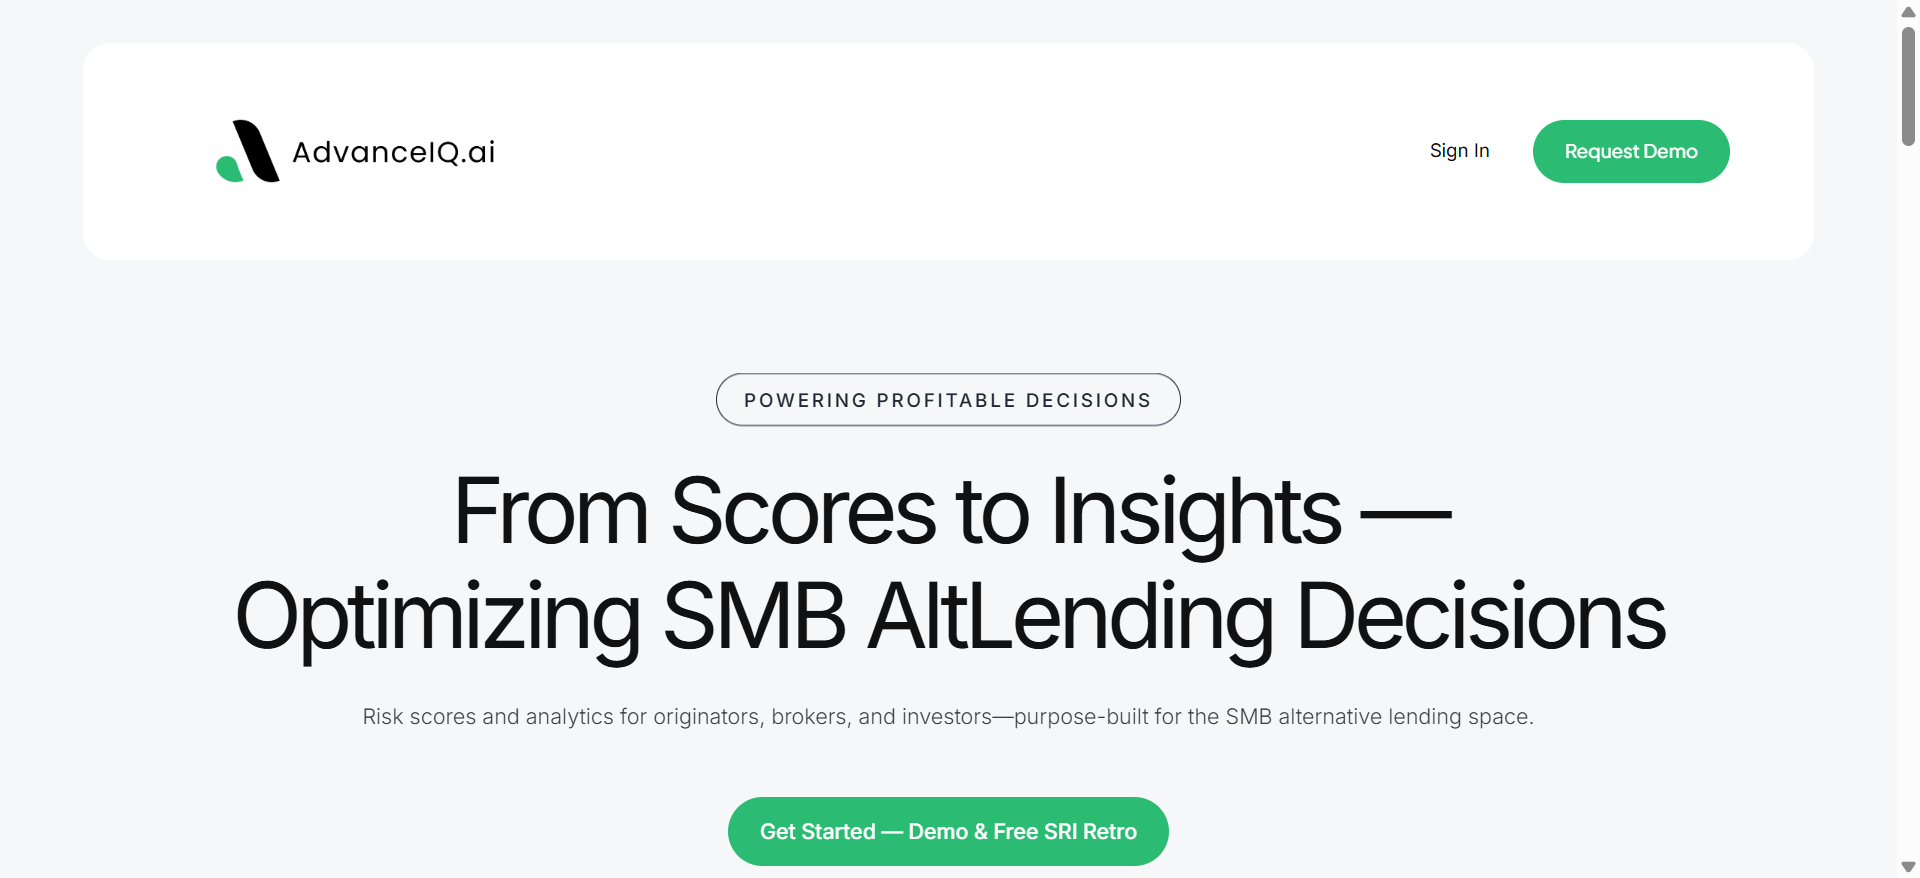 AdvanceIQ.ai
Sign In
Request Demo
POWERING PROFITABLE DECISIONS
From Scores to Insights —
Optimizing SMB AltLending Decisions
Risk scores and analytics for originators, brokers, and investors—purpose-built for the SMB alternative lending space.
Get Started — Demo & Free SRI Retro